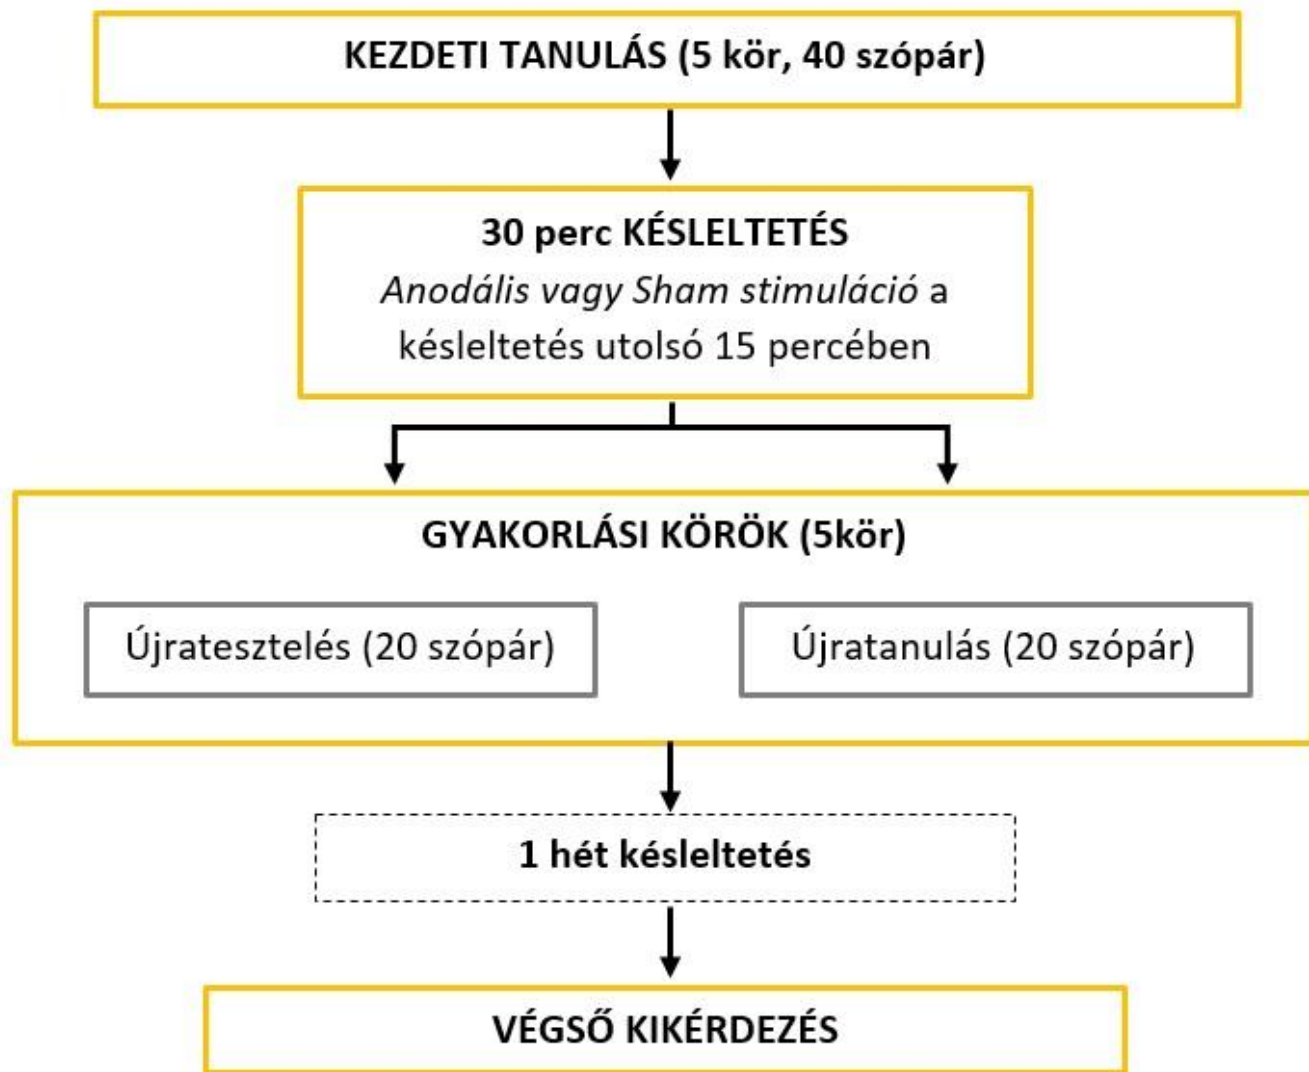 KEZDETI TANULÁS (5 kör, 40 szópár)
30 perc KÉSLELTETÉS
Anodális vagy Sham stimuláció a
késleltetés utolsó 15 percében
GYAKORLÁSI KÖRÖK (5kör)
Újratesztelés (20 szópár)
Újratanulás (20 szópár)
1 hét késleltetés
VÉGSŐ KIKÉRDEZÉS